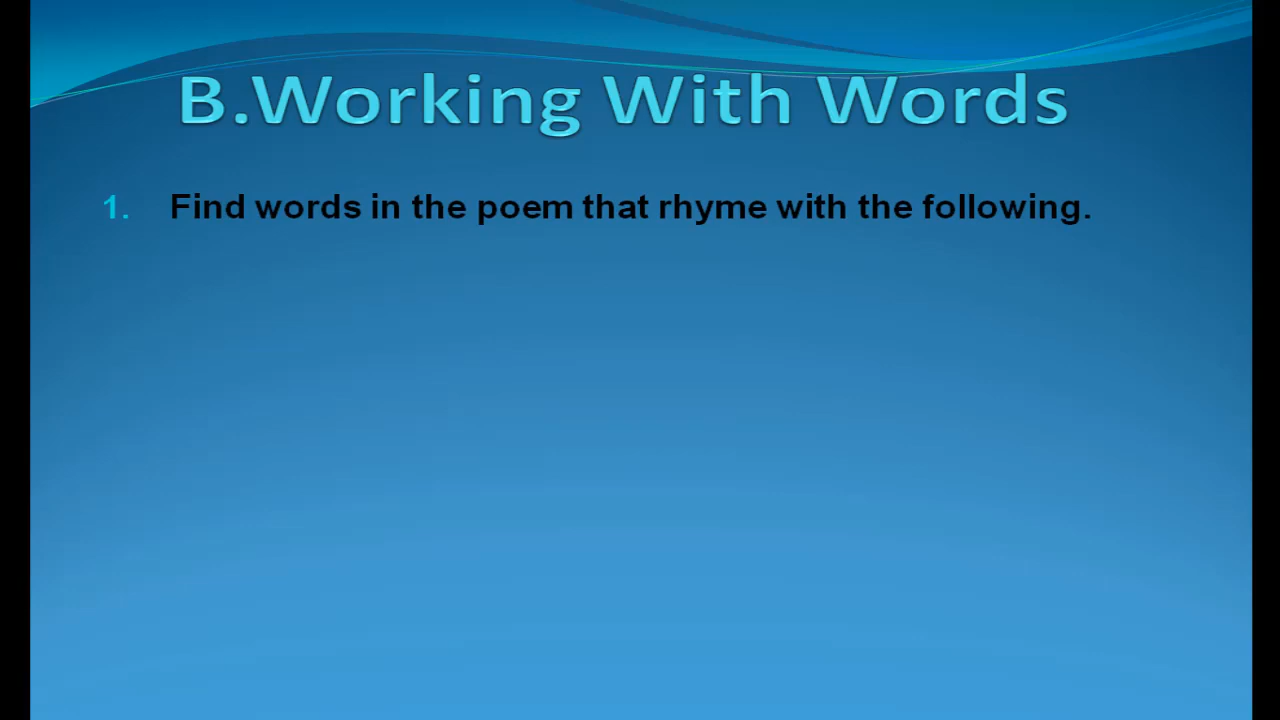 B.Working With Words
1. Find words in the poem that rhyme with the following.